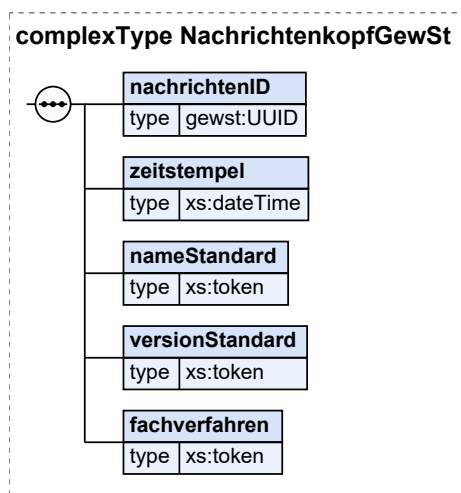 complexType NachrichtenkopfGewSt
nachrichtenID
type gewst:UUID
zeitstempel
type xs:dateTime
nameStandard
type xs:token
versionStandard
type xs:token
fachverfahren
type xs:token